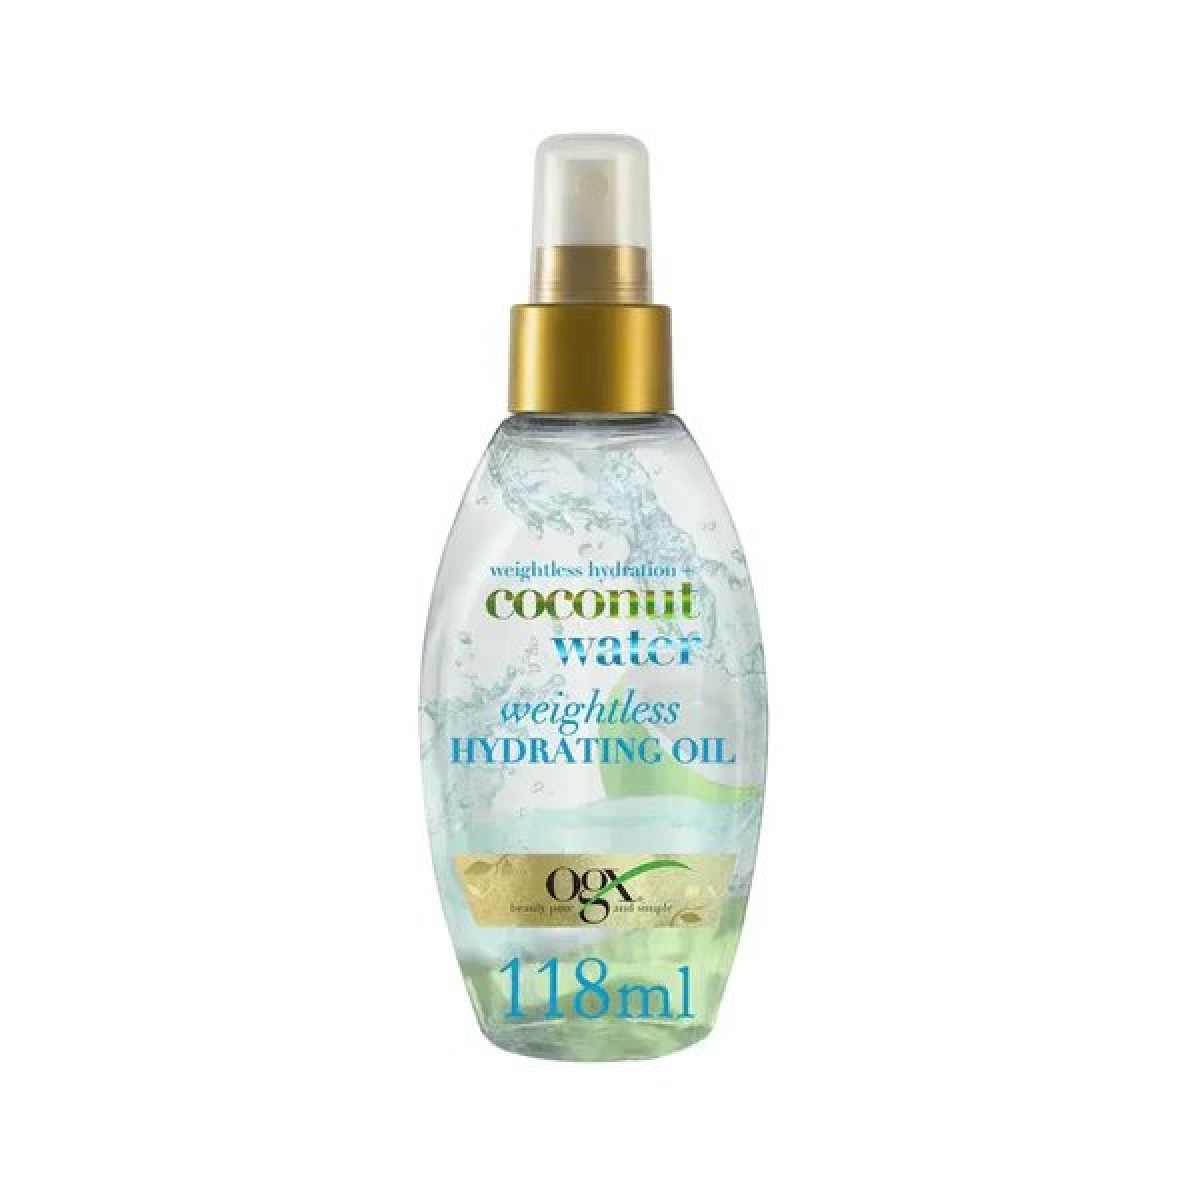 weightless hydration +
coconut
water
weightless
HYDRATING OIL
ogx
beauty pure and simple
118ml